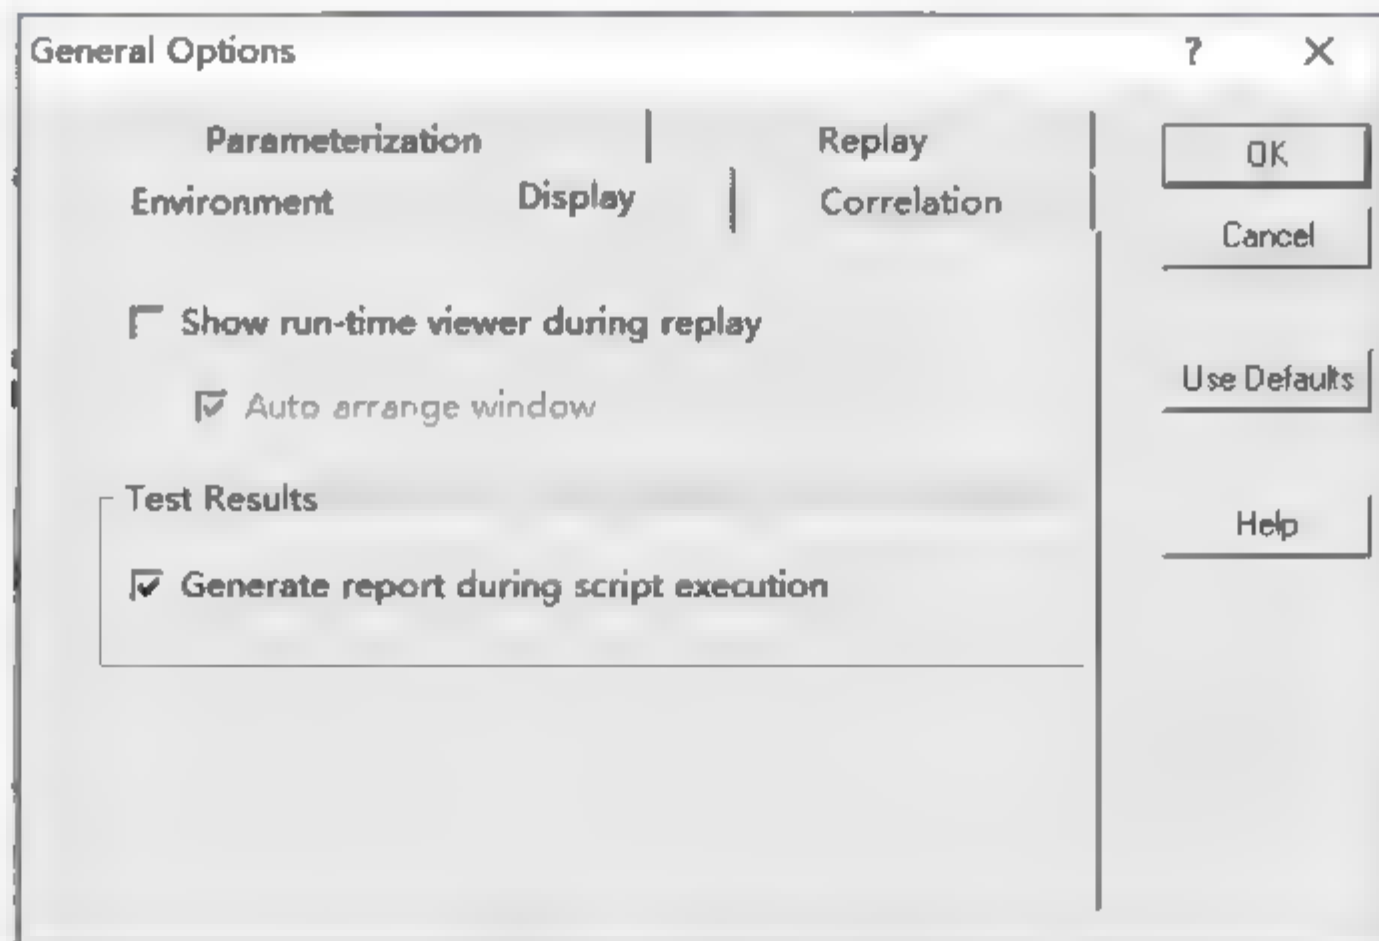 General Options ?
Parameterization Replay
Environment Display Correlation
OK
Cancel
Show run-time viewer during replay
Auto arrange window
Use Defaults
Test Results
Help
Generate report during script execution